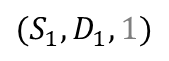 (S₁, D₁, 1)